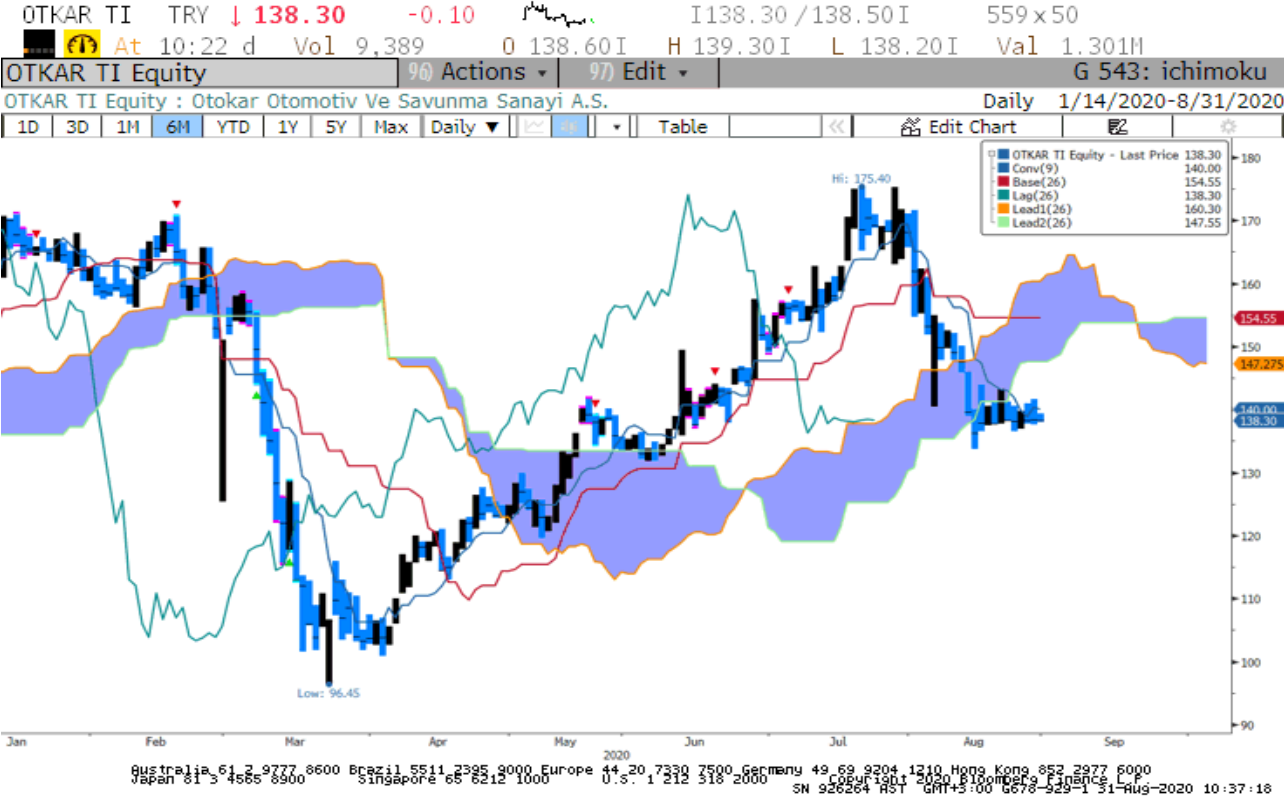 OTKAR TI TRY ↓ 138.30 -0.10 I138.30 /138.50I 559 x 50
At 10:22 d Vol 9,389 O 138.60I H 139.30I L 138.20I Val 1.301M
OTKAR TI Equity 96) Actions ▾ 97) Edit ▾ G 543: ichimoku
OTKAR TI Equity : Otokar Otomotiv Ve Savunma Sanayi A.S. Daily 1/14/2020-8/31/2020
1D 3D 1M 6M YTD 1Y 5Y Max Daily ▼ Table « Edit Chart
OTKAR TI Equity - Last Price 138.30
Conv(9) 140.00
Base(26) 154.55
Lag(26) 138.30
Lead1(26) 160.30
Lead2(26) 147.55
Hi: 175.40
Low: 96.45
180
170
160
154.55
150
147.275
140.00
138.30
130
120
110
100
90
Jan Feb Mar Apr May Jun Jul Aug Sep
2020
Australia 61 2 9777 8600 Brazil 5511 2395 9000 Europe 44 20 7330 7500 Germany 49 69 9204 1210 Hong Kong 852 2977 6000
Japan 81 3 4565 8900 Singapore 65 6212 1000 U.S. 1 212 318 2000 Copyright 2020 Bloomberg Finance L.P.
SN 926264 AST GMT+3:00 G678-929-1 31-Aug-2020 10:37:18